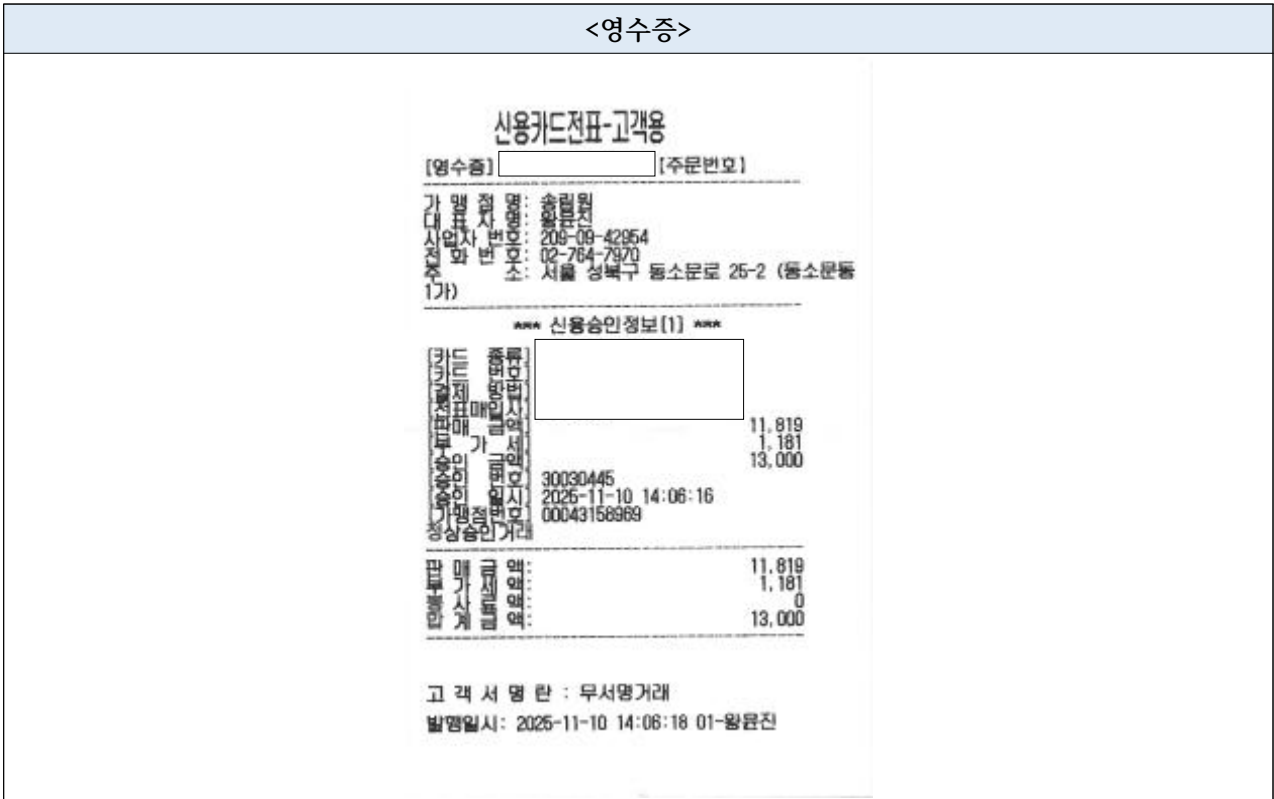 <영수증>
신용카드전표-고객용
[영수증] [주문번호]
가 맹 점 명: 송림원
대 표 자 명: 왕윤진
사업자 번호: 209-09-42954
전 화 번 호: 02-764-7970
주 소: 서울 성북구 동소문로 25-2 (동소문동
1가)
*** 신용승인정보[1] ***
[카드 종류]
[카드 번호]
[결제 방법]
[전표매입사]
[판매 금액] 11,819
[부 가 세] 1,181
[승인 금액] 13,000
[승인 번호] 30030445
[승인 일시] 2025-11-10 14:06:16
[가맹점번호] 00043158969
정상승인거래
판 매 금 액: 11,819
부 가 세 액: 1,181
봉 사 료 액: 0
합 계 금 액: 13,000
고 객 서 명 란 : 무서명거래
발행일시: 2025-11-10 14:06:18 01-왕윤진